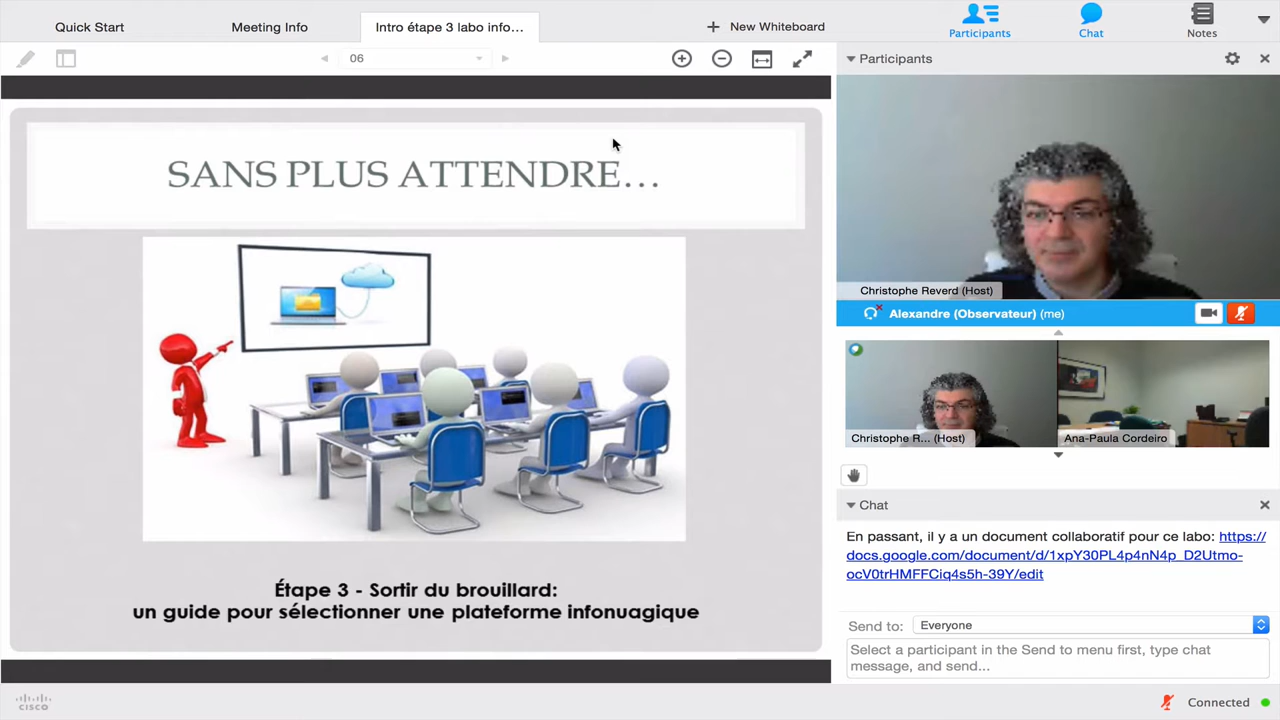 Quick Start
Meeting Info
Intro étape 3 labo info...
New Whiteboard
Participants
Chat
Notes
06
Participants
SANS PLUS ATTENDRE...
Étape 3 - Sortir du brouillard:
un guide pour sélectionner une plateforme infonuagique
Christophe Reverd (Host)
Alexandre (Observateur) (me)
Christophe R... (Host)
Ana-Paula Cordeiro
Chat
En passant, il y a un document collaboratif pour ce labo: https://
docs.google.com/document/d/1xpY30PL4p4nN4p_D2Utmo-
ocV0trHMFFCiq4s5h-39Y/edit
Send to:
Everyone
Select a participant in the Send to menu first, type chat
message, and send...
CISCO
Connected